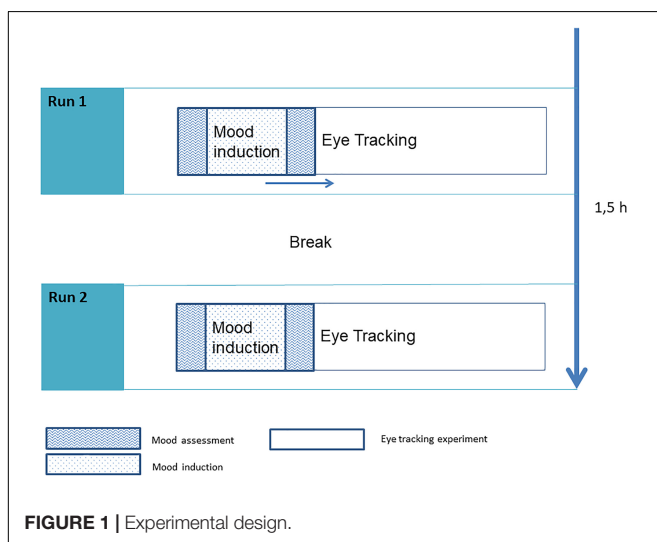 Run 1
Mood
induction
Eye Tracking
1,5 h
Break
Run 2
Mood
induction
Eye Tracking
Mood assessment
Eye tracking experiment
Mood induction
FIGURE 1 | Experimental design.